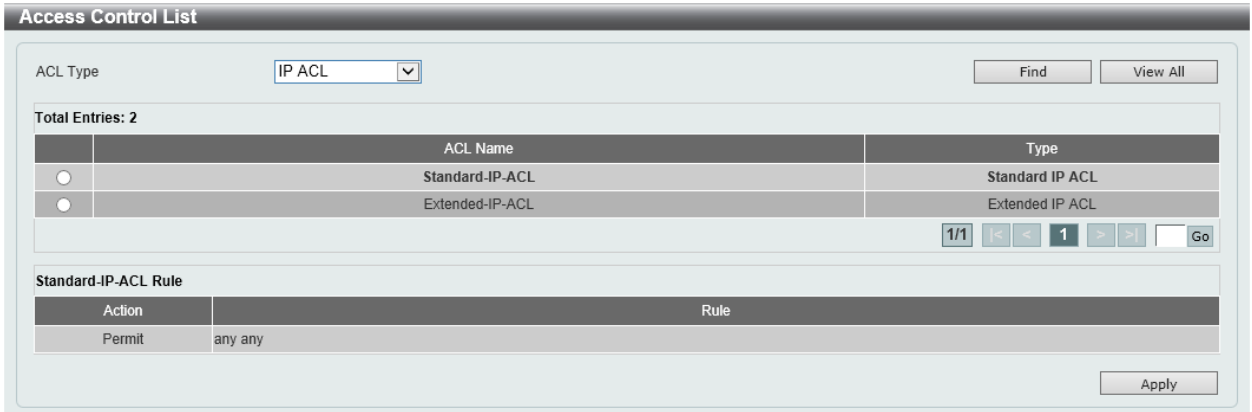 Access Control List
ACL Type IP ACL Find View All
Total Entries: 2
ACL Name Type
Standard-IP-ACL Standard IP ACL
Extended-IP-ACL Extended IP ACL
1/1 |< < 1 > >| Go
Standard-IP-ACL Rule
Action Rule
Permit any any
Apply